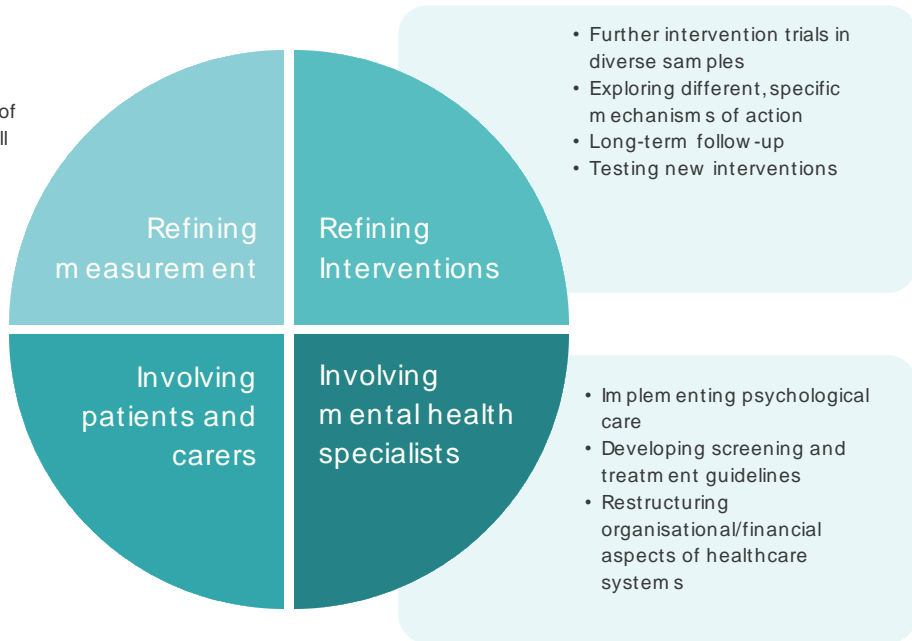 of
ll
Refining
measurement
Refining
Interventions
• Further intervention trials in
diverse samples
• Exploring different, specific
mechanisms of action
• Long-term follow-up
• Testing new interventions
Involving
patients and
carers
Involving
mental health
specialists
• Implementing psychological
care
• Developing screening and
treatment guidelines
• Restructuring
organisational/financial
aspects of healthcare
systems